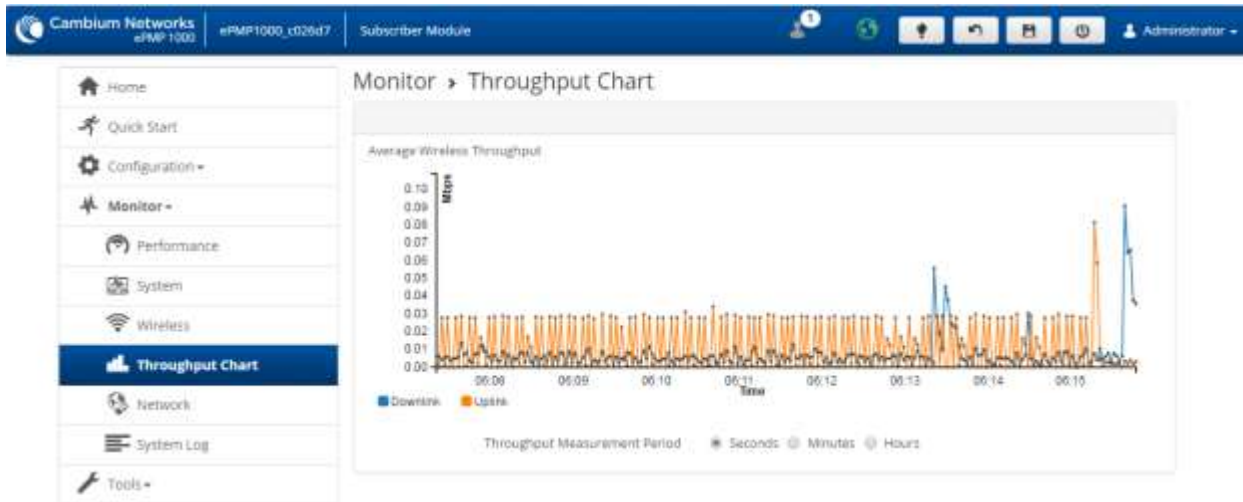 Cambium Networks
ePMP 1000
ePMP1000_c026d7
Subscriber Module
1
Administrator
Home
Quick Start
Configuration
Monitor
Performance
System
Wireless
Throughput Chart
Network
System Log
Tools
Monitor › Throughput Chart
Average Wireless Throughput
Mbps
0.10
0.09
0.08
0.07
0.06
0.05
0.04
0.03
0.02
0.01
0.00
06:08 06:09 06:10 06:11 06:12 06:13 06:14 06:15
Time
Downlink Uplink
Throughput Measurement Period Seconds Minutes Hours